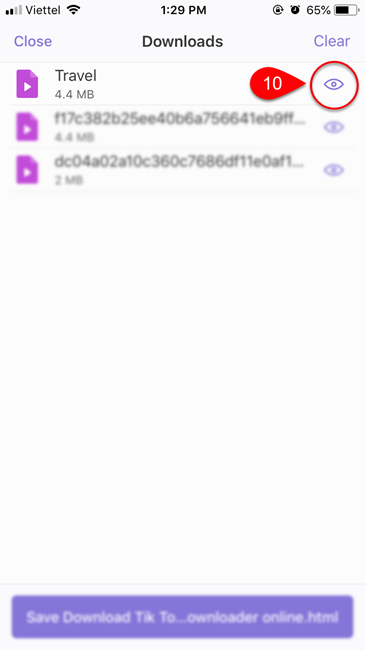 Viettel 1:29 PM 65%
Close Downloads Clear
Travel
4.4 MB
10
f17c382b25ee40b6a756641eb9ff...
4.4 MB
dc04a02a10c360c7686df11e0af1...
2 MB
Save Download Tik To...ownloader online.html